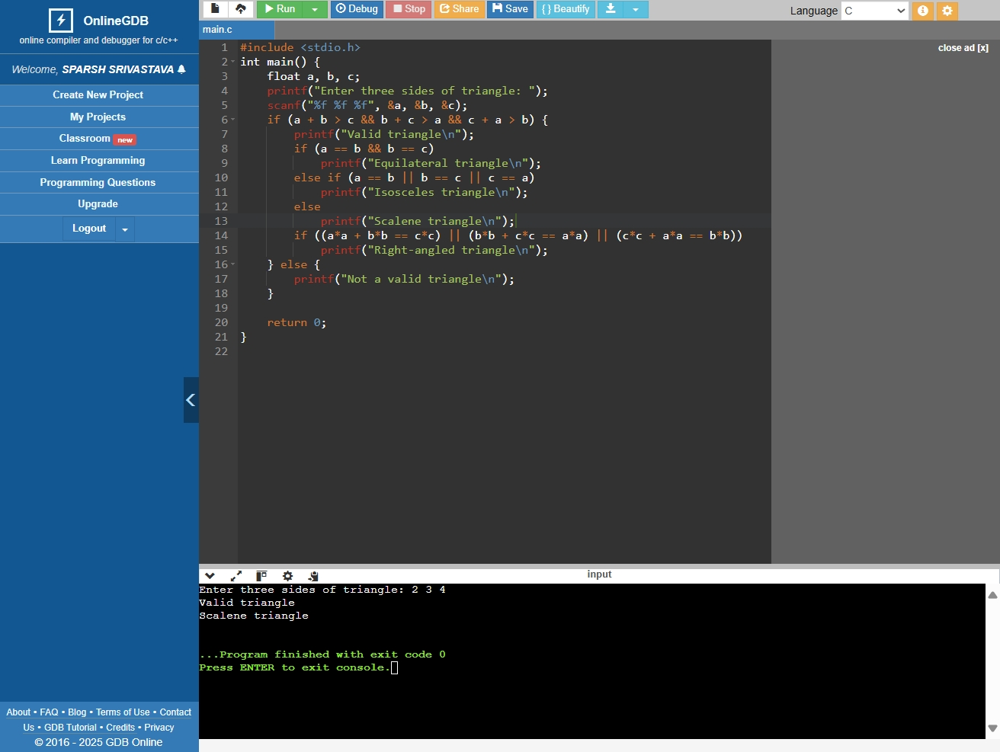 OnlineGDB
online compiler and debugger for c/c++
Welcome, SPARSH SRIVASTAVA
Create New Project
My Projects
Classroom new
Learn Programming
Programming Questions
Upgrade
Logout
About • FAQ • Blog • Terms of Use • Contact
Us • GDB Tutorial • Credits • Privacy
© 2016 - 2025 GDB Online
Run Debug Stop Share Save {} Beautify Language C
main.c
close ad [x]
1 #include <stdio.h>
2 int main() {
3     float a, b, c;
4     printf("Enter three sides of triangle: ");
5     scanf("%f %f %f", &a, &b, &c);
6     if (a + b > c && b + c > a && c + a > b) {
7         printf("Valid triangle\n");
8         if (a == b && b == c)
9             printf("Equilateral triangle\n");
10         else if (a == b || b == c || c == a)
11             printf("Isosceles triangle\n");
12         else
13             printf("Scalene triangle\n");
14         if ((a*a + b*b == c*c) || (b*b + c*c == a*a) || (c*c + a*a == b*b))
15             printf("Right-angled triangle\n");
16     } else {
17         printf("Not a valid triangle\n");
18     }
19
20     return 0;
21 }
22
input
Enter three sides of triangle: 2 3 4
Valid triangle
Scalene triangle
...Program finished with exit code 0
Press ENTER to exit console.